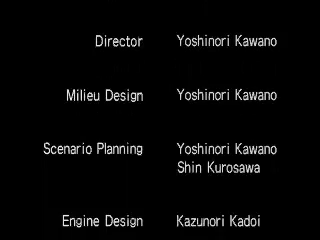 Director Yoshinori Kawano
Milieu Design Yoshinori Kawano
Scenario Planning Yoshinori Kawano
Shin Kurosawa
Engine Design Kazunori Kadoi